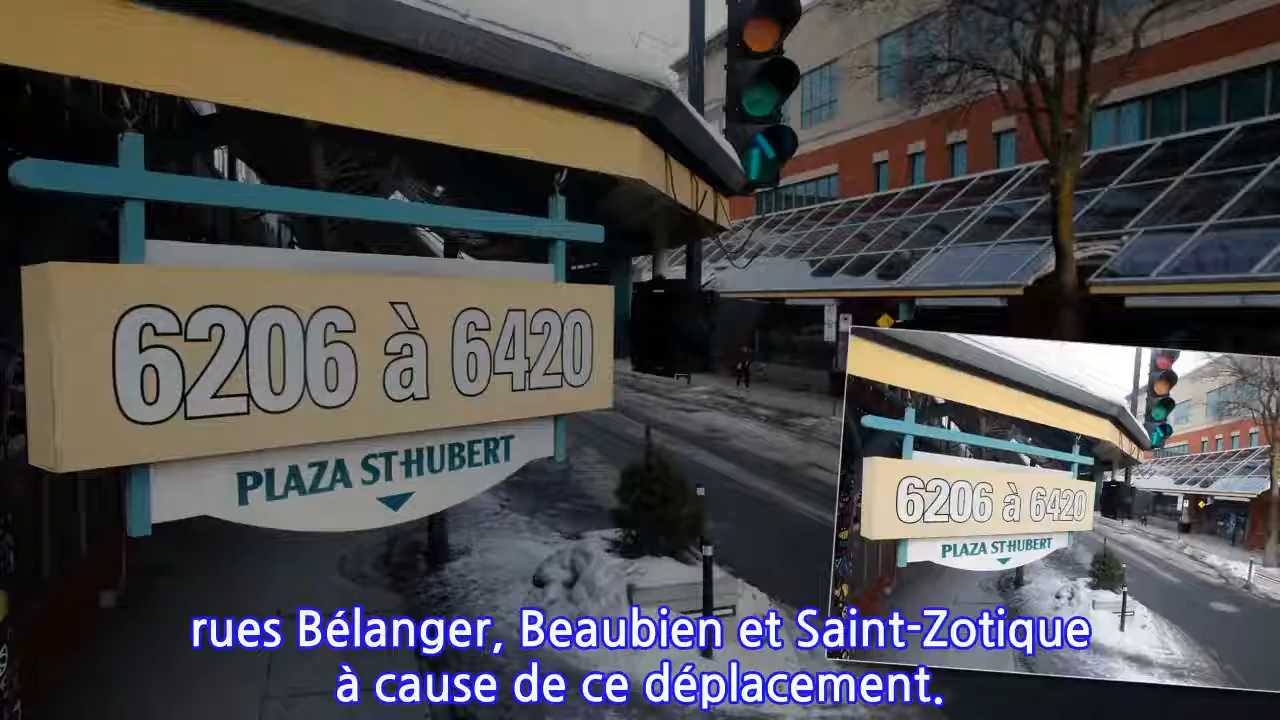 6206 à 6420
PLAZA ST-HUBERT
6206 à 6420
PLAZA ST-HUBERT
rues Bélanger, Beaubien et Saint-Zotique
à cause de ce déplacement.